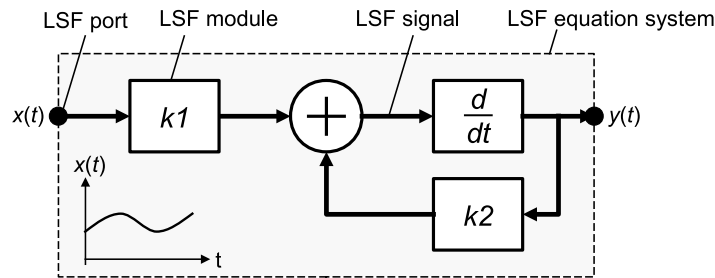 LSF port
LSF module
LSF signal
LSF equation system
x(t)
k1
+
d
dt
y(t)
x(t)
k2
t